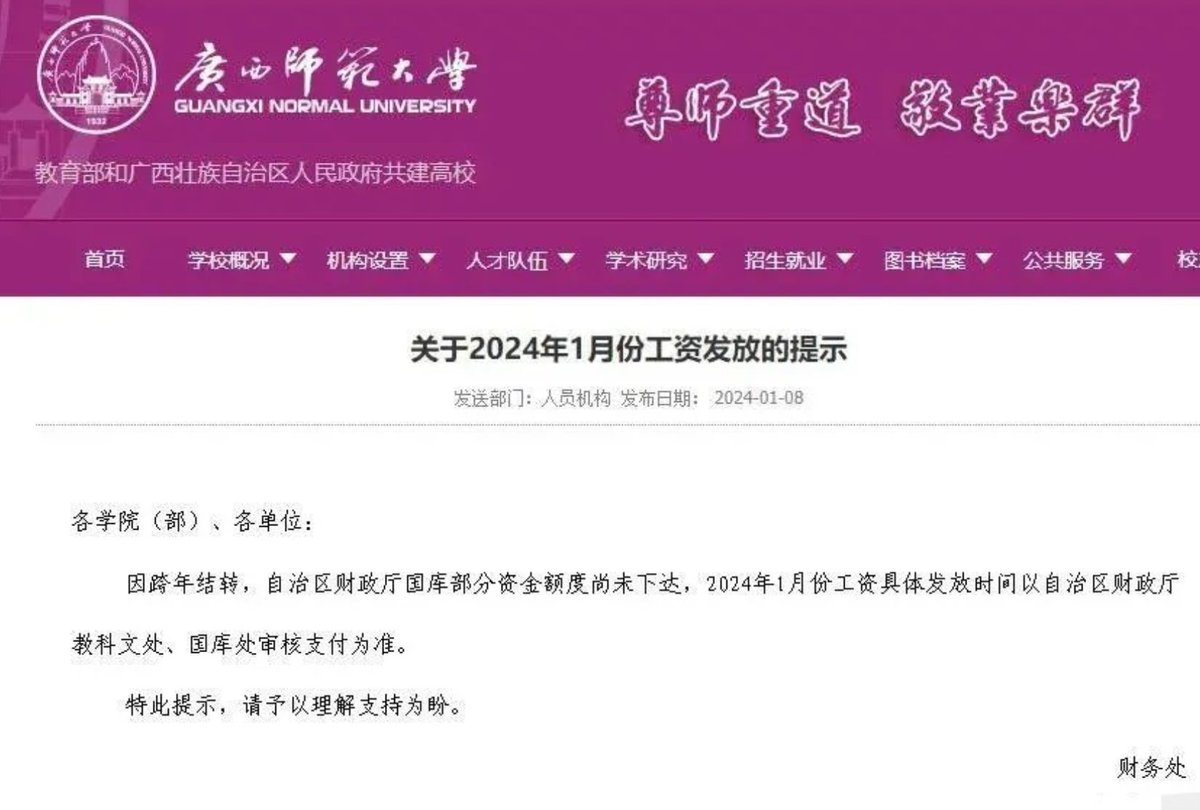 廣西師範大學
GUANGXI NORMAL UNIVERSITY
1932
尊师重道 敬業樂群
教育部和广西壮族自治区人民政府共建高校
首页 学校概况 机构设置 人才队伍 学术研究 招生就业 图书档案 公共服务 校
关于2024年1月份工资发放的提示
发送部门：人员机构 发布日期： 2024-01-08
各学院（部）、各单位：
因跨年结转，自治区财政厅国库部分资金额度尚未下达，2024年1月份工资具体发放时间以自治区财政厅
教科文处、国库处审核支付为准。
特此提示，请予以理解支持为盼。
财务处